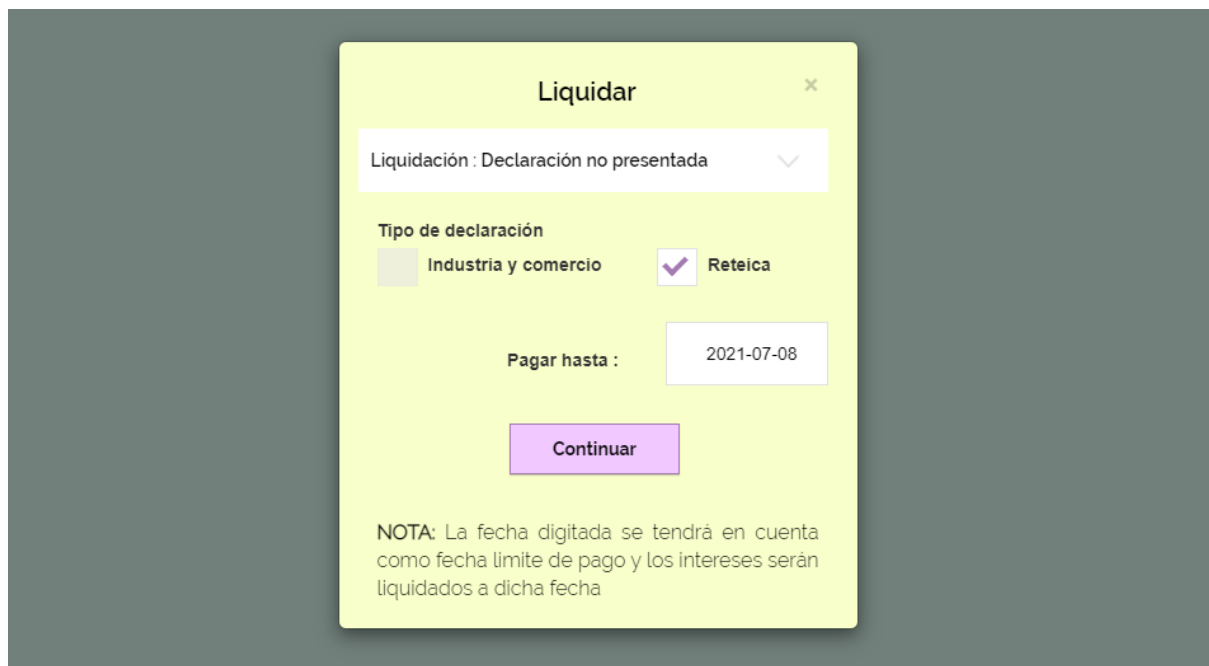 Liquidar
×
Liquidación : Declaración no presentada
Tipo de declaración
Industria y comercio Reteica
Pagar hasta : 2021-07-08
Continuar
NOTA: La fecha digitada se tendrá en cuenta
como fecha limite de pago y los intereses serán
liquidados a dicha fecha